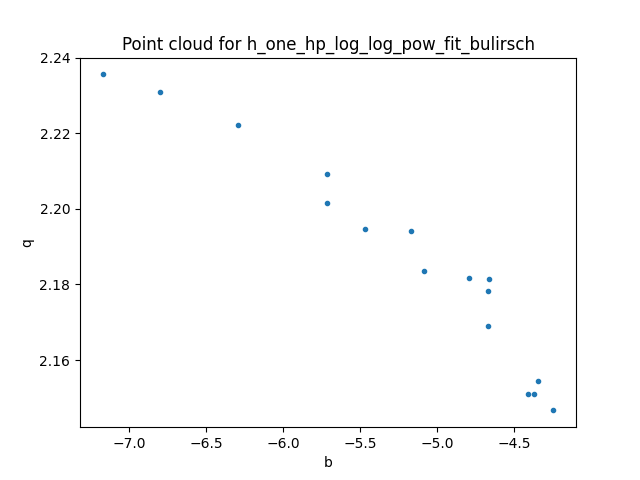 Point cloud for h_one_hp_log_log_pow_fit_bulirsch
2.24
2.22
2.20
2.18
2.16
q
−7.0 −6.5 −6.0 −5.5 −5.0 −4.5
b